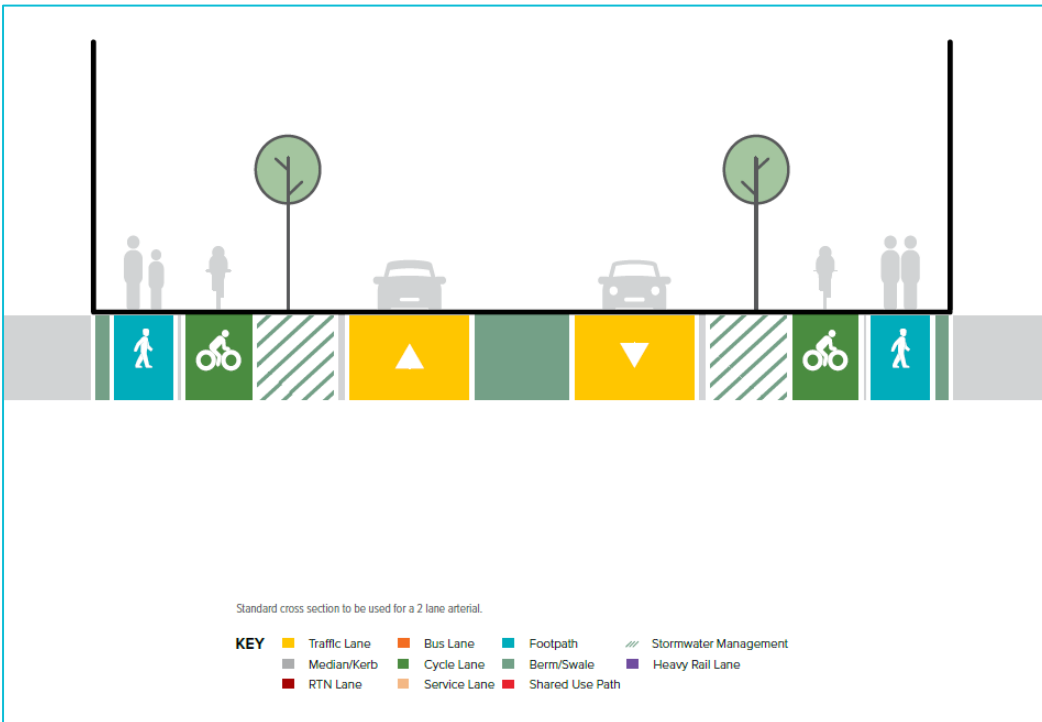 Standard cross section to be used for a 2 lane arterial.
KEY
Traffic Lane
Bus Lane
Footpath
Stormwater Management
Median/Kerb
Cycle Lane
Berm/Swale
Heavy Rail Lane
RTN Lane
Service Lane
Shared Use Path